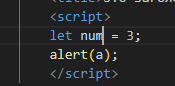 <script>
let num = 3;
alert(a);
</script>